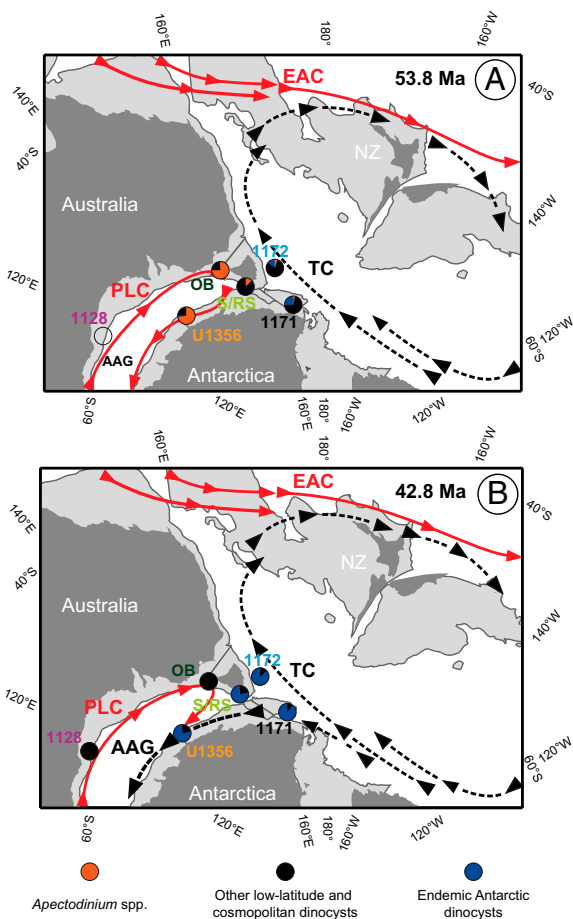 160°E
180°
160°W
EAC
53.8 Ma
A
140°E
40°S
40°S
NZ
Australia
140°W
1172
TC
120°E
OB
PLC
S/RS
1128
1171
U1356
AAG
120°W
60°S
Antarctica
60°S
120°E
160°E
180°
160°W
120°W
160°E
180°
160°W
EAC
42.8 Ma
B
140°E
40°S
40°S
NZ
Australia
140°W
1172
OB
TC
120°E
S/RS
PLC
1128
AAG
1171
U1356
120°W
60°S
Antarctica
60°S
120°E
160°E
180°
160°W
120°W
Apectodinium spp.
Other low-latitude and
cosmopolitan dinocysts
Endemic Antarctic
dinocysts